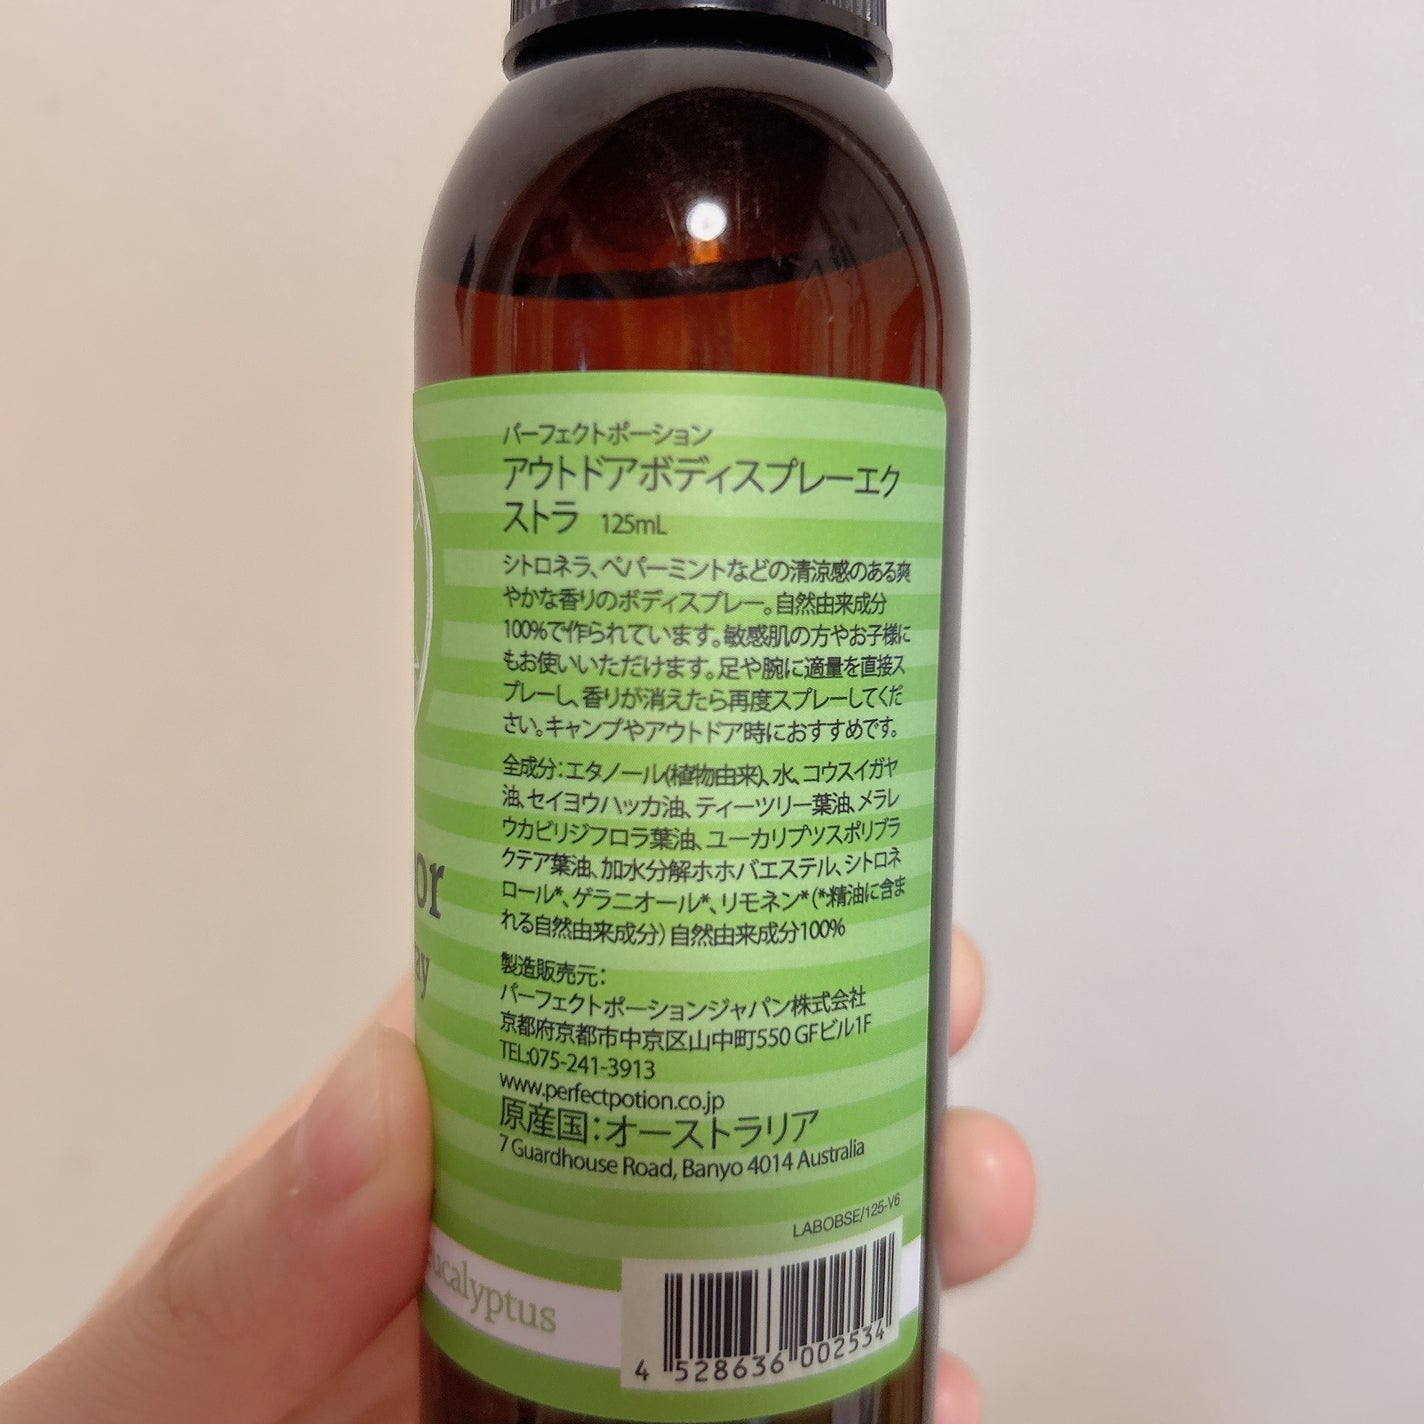 パーフェクトポーション
アウトドアボディスプレーエク
ストラ 125mL
シトロネラ、ペパーミントなどの清涼感のある爽
やかな香りのボディスプレー。自然由来成分
100%で作られています。敏感肌の方やお子様に
もお使いいただけます。足や腕に適量を直接ス
プレーし、香りが消えたら再度スプレーしてくだ
さい。キャンプやアウトドア時におすすめです。
全成分：エタノール(植物由来)、水、コウスイガヤ
油、セイヨウハッカ油、ティーツリー葉油、メラレ
ウカビリジフロラ葉油、ユーカリプツスポリブラ
クテア葉油、加水分解ホホバエステル、シトロネ
ロール*、ゲラニオール*、リモネン* (*精油に含ま
れる自然由来成分) 自然由来成分100%
製造販売元：
パーフェクトポーションジャパン株式会社
京都府京都市中京区山中町550 GFビル1F
TEL:075-241-3913
www.perfectpotion.co.jp
原産国：オーストラリア
7 Guardhouse Road, Banyo 4014 Australia
LABOBSE/125-V6
or
ay
eucalyptus
4 528636 002534